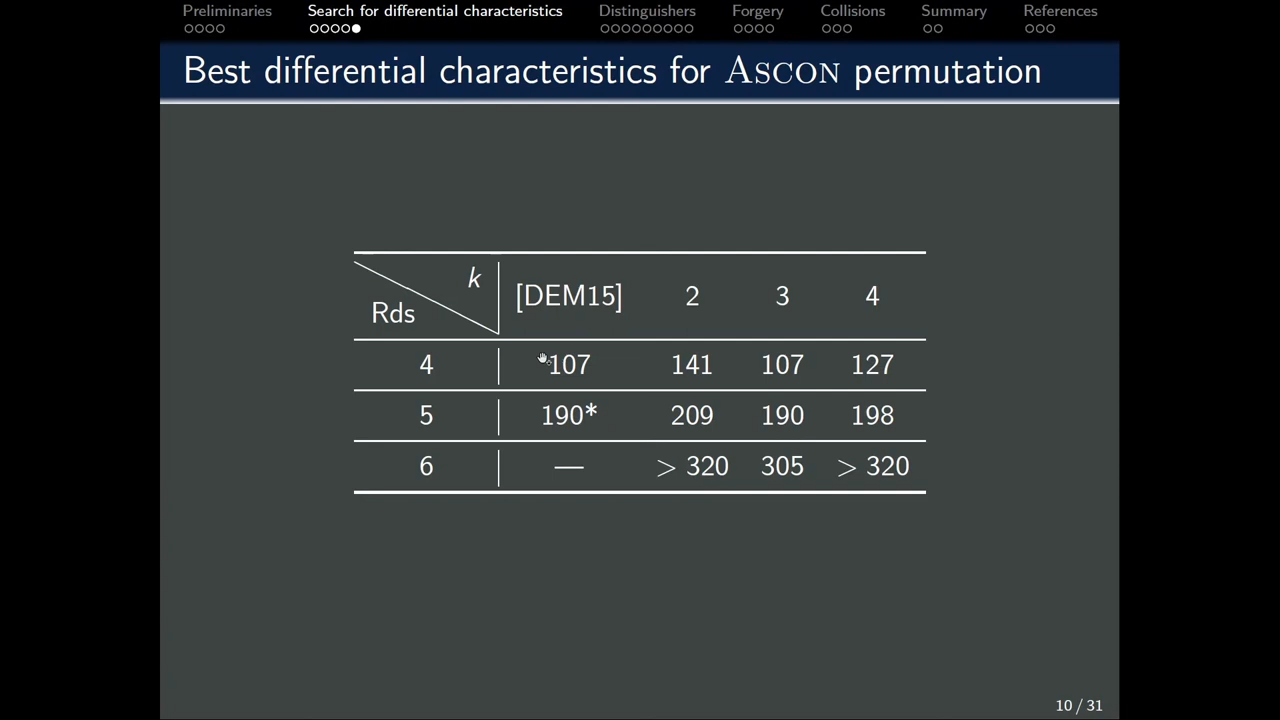 Preliminaries Search for differential characteristics Distinguishers Forgery Collisions Summary References
Best differential characteristics for ASCON permutation
k
Rds
[DEM15] 2 3 4
4 107 141 107 127
5 190* 209 190 198
6 — > 320 305 > 320
10 / 31